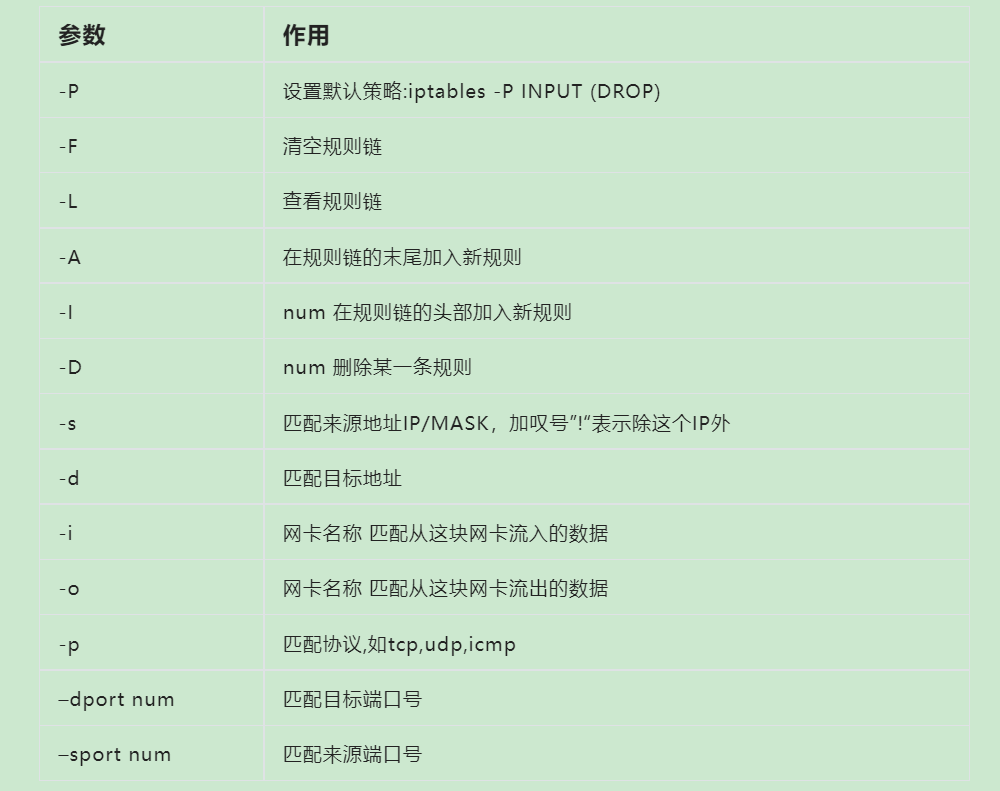 参数 作用
-P 设置默认策略:iptables -P INPUT (DROP)
-F 清空规则链
-L 查看规则链
-A 在规则链的末尾加入新规则
-I num 在规则链的头部加入新规则
-D num 删除某一条规则
-s 匹配来源地址IP/MASK，加叹号”!“表示除这个IP外
-d 匹配目标地址
-i 网卡名称 匹配从这块网卡流入的数据
-o 网卡名称 匹配从这块网卡流出的数据
-p 匹配协议,如tcp,udp,icmp
–dport num 匹配目标端口号
–sport num 匹配来源端口号